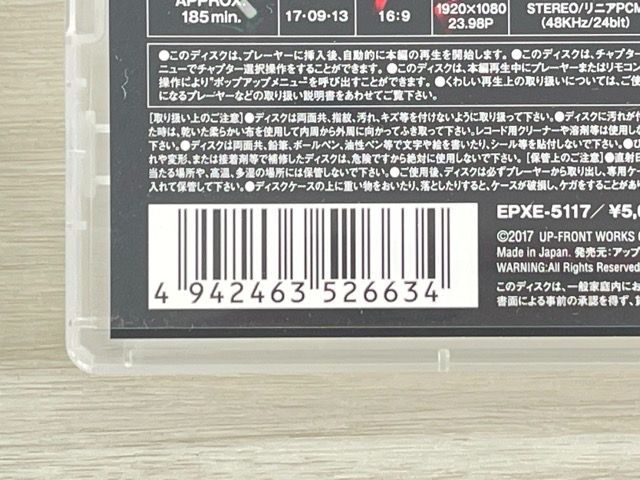 APPROX.
185min.
17・09・13
16:9
1920×1080
23.98P
STEREO/リニアPCM
(48KHz/24bit)
●このディスクは、プレーヤーに挿入後、自動的に本編の再生を開始します。●このディスクは、チャプター
ニューでチャプター選択操作をすることができます。●このディスクは、本編再生中にプレーヤーまたはリモコン
操作により"ポップアップメニュー"を呼び出すことができます。●くわしい再生上の取り扱いについては、ご使
になるプレーヤーなどの取り扱い説明書をあわせてご覧下さい。
[取り扱い上のご注意]●ディスクは両面共、指紋、汚れ、キズ等を付けないように取り扱って下さい。●ディスクに汚れが付
た時は、乾いた柔らかい布を使用して内周から外周に向かってふき取って下さい。レコード用クリーナーや溶剤等は使用し
下さい。●ディスクは両面共、鉛筆、ボールペン、油性ペン等で文字や絵を書いたり、シール等を貼付しないで下さい。●ひ
れや変形、または接着剤等で補修したディスクは、危険ですから絶対に使用しないで下さい。[保管上のご注意]●直射
当たる場所や、高温、多湿の場所には保管しないで下さい。●ご使用後、ディスクは必ずプレーヤーから取り出し、専用ケー
入れて保管して下さい。●ディスクケースの上に重い物をおいたり、落としたりすると、ケースが破損し、ケガをすることがあ
4 942463 526634
EPXE-5117/¥5,
©2017 UP-FRONT WORKS
Made in Japan. 発売元:アップ
WARNING:All Rights Reserved
このディスクは、一般家庭内にお
書面による事前の承認を得ず、